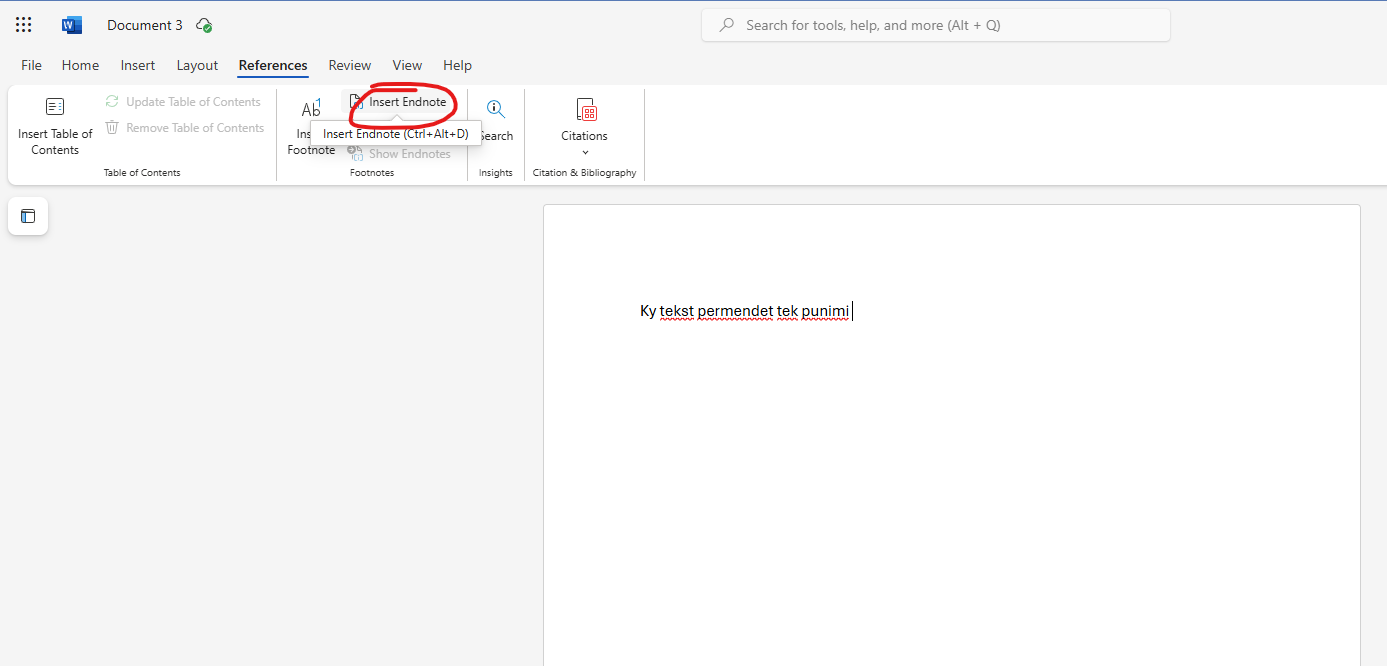 Document 3
Search for tools, help, and more (Alt + Q)
File Home Insert Layout References Review View Help
Insert Table of Contents
Update Table of Contents
Remove Table of Contents
Table of Contents
Ab1
Footnote
Insert Endnote
Insert Endnote (Ctrl+Alt+D)
Show Endnotes
Footnotes
Search
Insights
Citations
Citation & Bibliography
Ky tekst permendet tek punimi